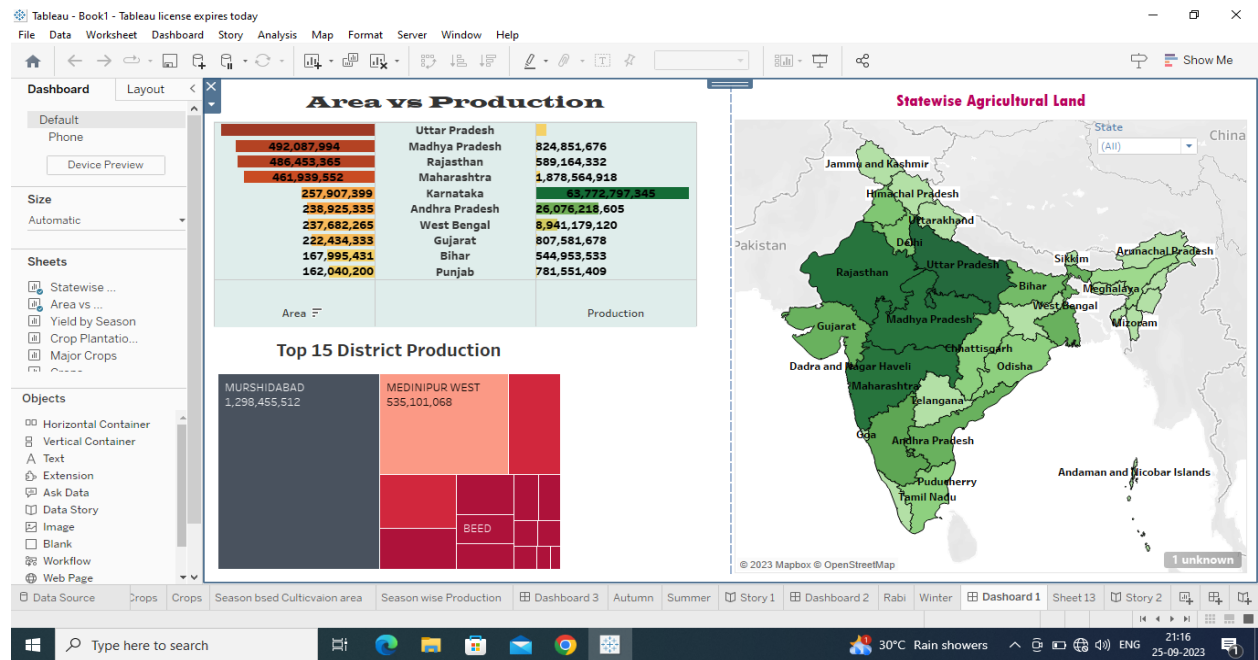 Tableau - Book1 - Tableau license expires today
File Data Worksheet Dashboard Story Analysis Map Format Server Window Help
Show Me
Dashboard Layout
Default
Phone
Device Preview
Size
Automatic
Sheets
Statewise ...
Area vs ...
Yield by Season
Crop Plantatio...
Major Crops
Objects
Horizontal Container
Vertical Container
Text
Extension
Ask Data
Data Story
Image
Blank
Workflow
Web Page
Area vs Production
Uttar Pradesh
492,087,994 Madhya Pradesh 824,851,676
486,453,365 Rajasthan 589,164,332
461,939,552 Maharashtra 1,878,564,918
257,907,399 Karnataka 63,772,797,345
238,925,335 Andhra Pradesh 26,076,218,605
237,682,265 West Bengal 8,941,179,120
222,434,333 Gujarat 807,581,678
167,995,431 Bihar 544,953,533
162,040,200 Punjab 781,551,409
Area Production
Top 15 District Production
MURSHIDABAD
1,298,455,512
MEDINIPUR WEST
535,101,068
BEED
Statewise Agricultural Land
State
(All)
China
Jammu and Kashmir
Himachal Pradesh
Uttarakhand
Pakistan
Delhi
Arunachal Pradesh
Sikkim
Uttar Pradesh
Rajasthan
Bihar
Meghalaya
West Bengal
Gujarat
Madhya Pradesh
Mizoram
Chhattisgarh
Dadra and Nagar Haveli
Odisha
Maharashtra
Telangana
Goa
Andhra Pradesh
Andaman and Nicobar Islands
Puducherry
Tamil Nadu
© 2023 Mapbox © OpenStreetMap
1 unknown
Data Source Crops Crops Season bsed Culticvaion area Season wise Production Dashboard 3 Autumn Summer Story 1 Dashboard 2 Rabi Winter Dashoard 1 Sheet 13 Story 2
Type here to search
30°C Rain showers
ENG
21:16
25-09-2023
1